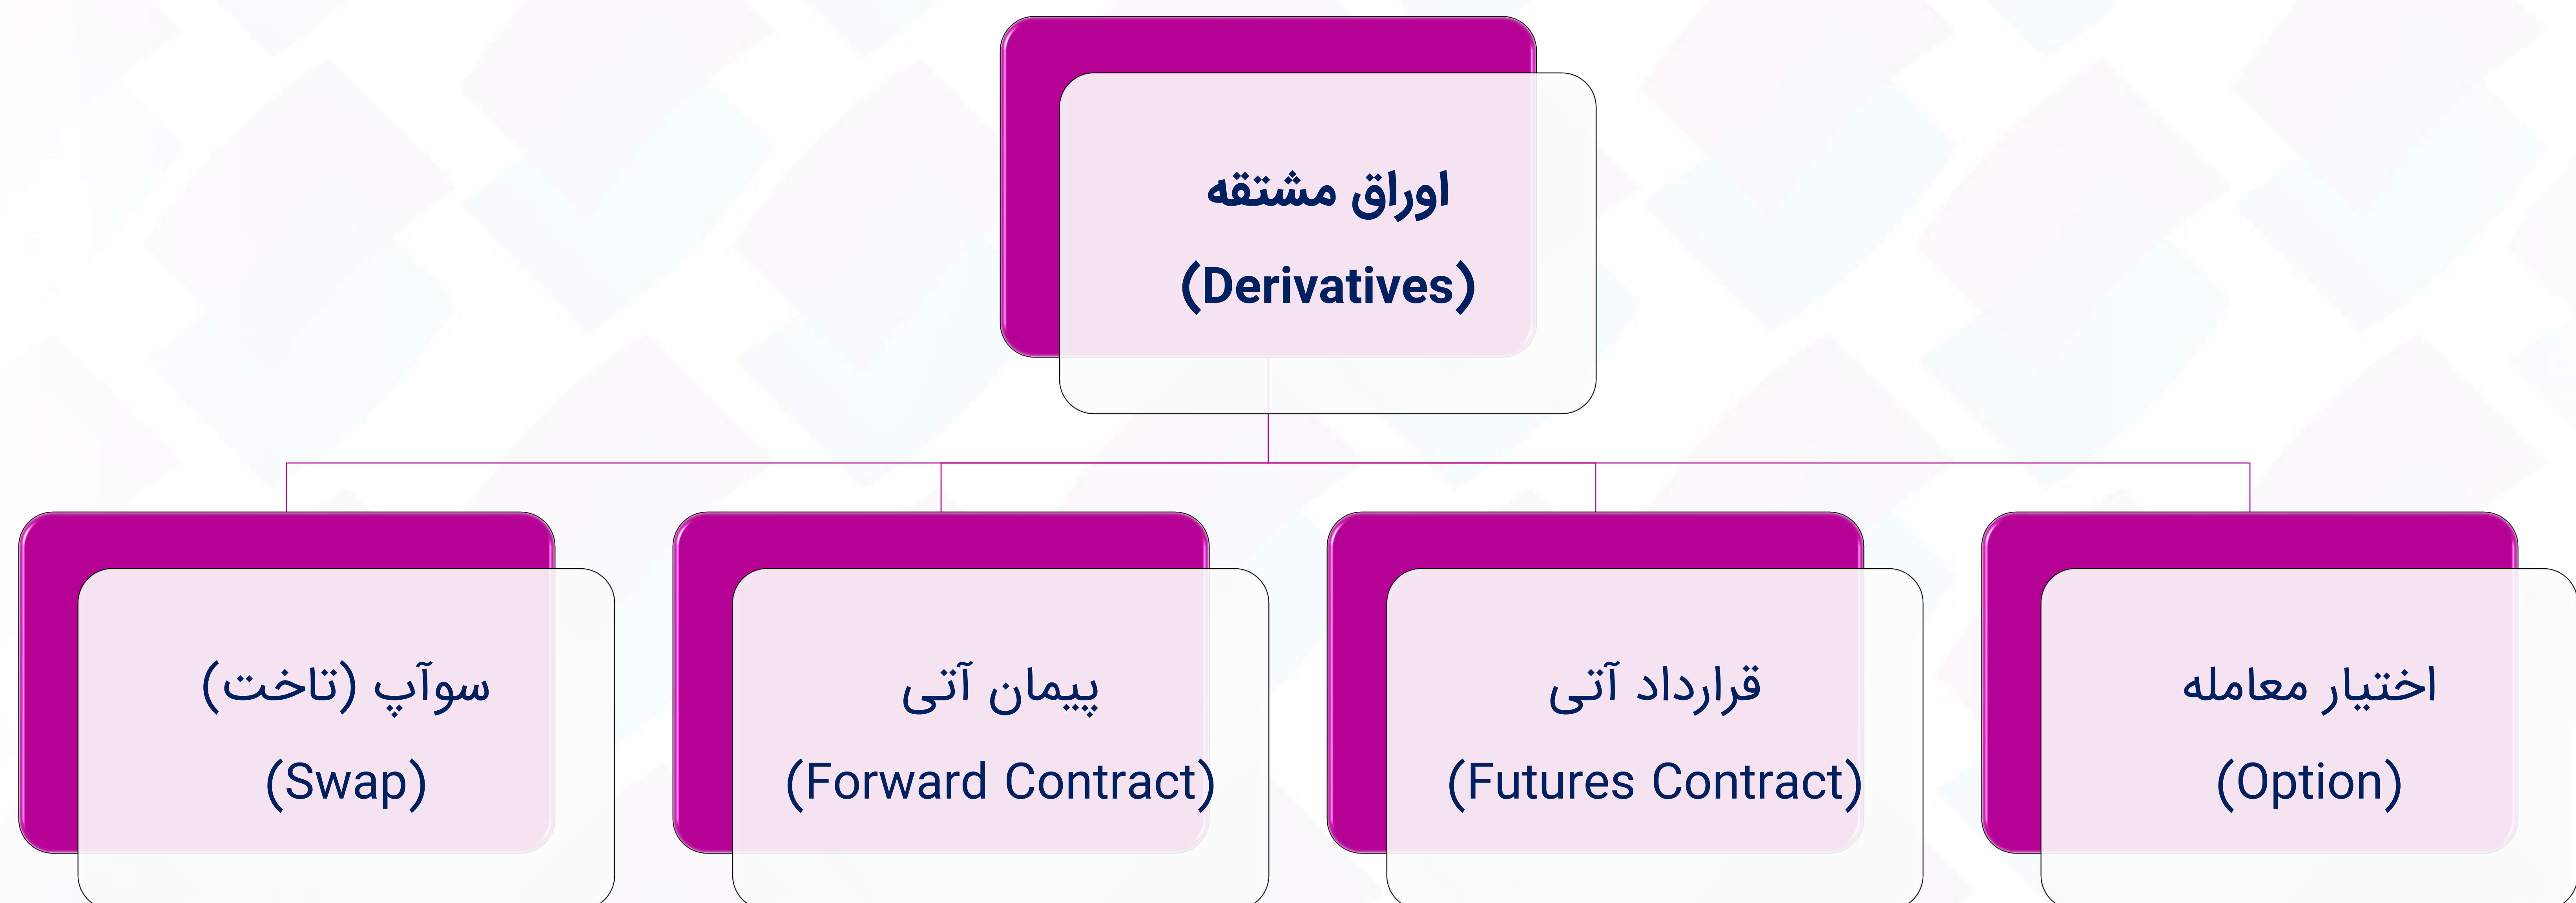 اوراق مشتقه
(Derivatives)
اختیار معامله
(Option)
قرارداد آتی
(Futures Contract)
پیمان آتی
(Forward Contract)
سوآپ (تاخت)
(Swap)